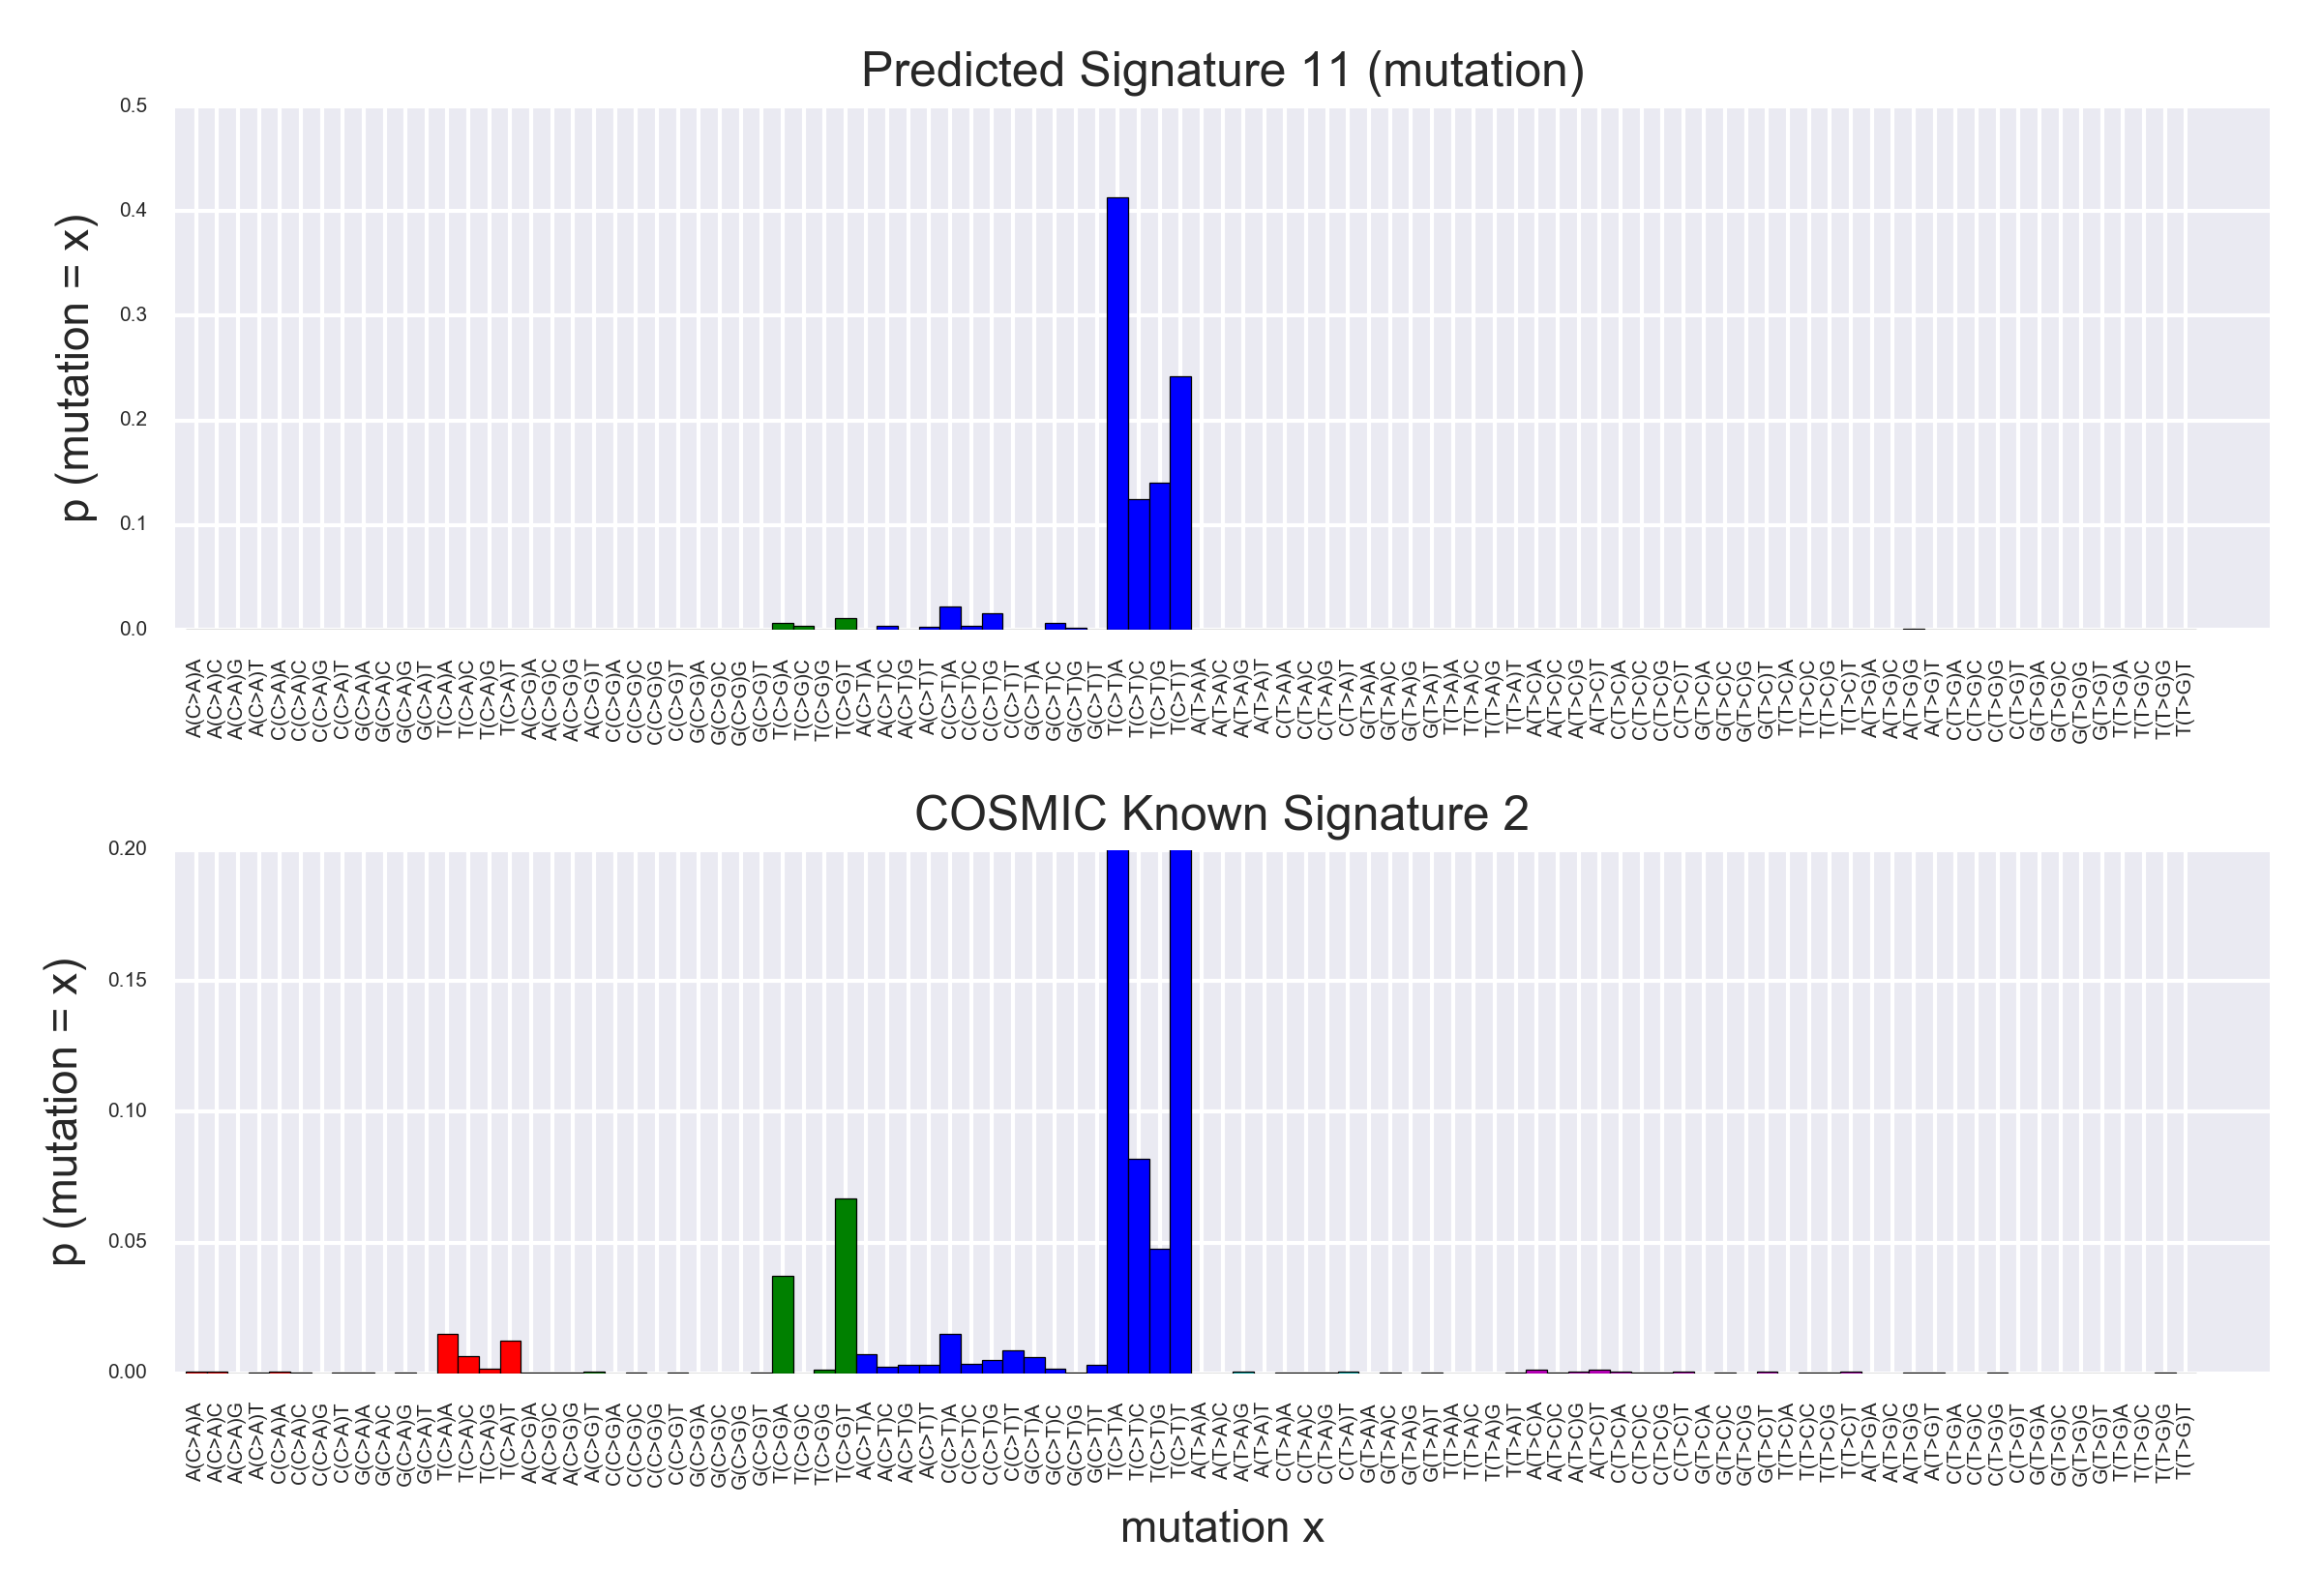 Predicted Signature 11 (mutation)
p (mutation = x)
0.5
0.4
0.3
0.2
0.1
0.0
A(C>A)A A(C>A)C A(C>A)G A(C>A)T C(C>A)A C(C>A)C C(C>A)G C(C>A)T G(C>A)A G(C>A)C G(C>A)G G(C>A)T T(C>A)A T(C>A)C T(C>A)G T(C>A)T A(C>G)A A(C>G)C A(C>G)G A(C>G)T C(C>G)A C(C>G)C C(C>G)G C(C>G)T G(C>G)A G(C>G)C G(C>G)G G(C>G)T T(C>G)A T(C>G)C T(C>G)G T(C>G)T A(C>T)A A(C>T)C A(C>T)G A(C>T)T C(C>T)A C(C>T)C C(C>T)G C(C>T)T G(C>T)A G(C>T)C G(C>T)G G(C>T)T T(C>T)A T(C>T)C T(C>T)G T(C>T)T A(T>A)A A(T>A)C A(T>A)G A(T>A)T C(T>A)A C(T>A)C C(T>A)G C(T>A)T G(T>A)A G(T>A)C G(T>A)G G(T>A)T T(T>A)A T(T>A)C T(T>A)G T(T>A)T A(T>C)A A(T>C)C A(T>C)G A(T>C)T C(T>C)A C(T>C)C C(T>C)G C(T>C)T G(T>C)A G(T>C)C G(T>C)G G(T>C)T T(T>C)A T(T>C)C T(T>C)G T(T>C)T A(T>G)A A(T>G)C A(T>G)G A(T>G)T C(T>G)A C(T>G)C C(T>G)G C(T>G)T G(T>G)A G(T>G)C G(T>G)G G(T>G)T T(T>G)A T(T>G)C T(T>G)G T(T>G)T
COSMIC Known Signature 2
p (mutation = x)
0.20
0.15
0.10
0.05
0.00
A(C>A)A A(C>A)C A(C>A)G A(C>A)T C(C>A)A C(C>A)C C(C>A)G C(C>A)T G(C>A)A G(C>A)C G(C>A)G G(C>A)T T(C>A)A T(C>A)C T(C>A)G T(C>A)T A(C>G)A A(C>G)C A(C>G)G A(C>G)T C(C>G)A C(C>G)C C(C>G)G C(C>G)T G(C>G)A G(C>G)C G(C>G)G G(C>G)T T(C>G)A T(C>G)C T(C>G)G T(C>G)T A(C>T)A A(C>T)C A(C>T)G A(C>T)T C(C>T)A C(C>T)C C(C>T)G C(C>T)T G(C>T)A G(C>T)C G(C>T)G G(C>T)T T(C>T)A T(C>T)C T(C>T)G T(C>T)T A(T>A)A A(T>A)C A(T>A)G A(T>A)T C(T>A)A C(T>A)C C(T>A)G C(T>A)T G(T>A)A G(T>A)C G(T>A)G G(T>A)T T(T>A)A T(T>A)C T(T>A)G T(T>A)T A(T>C)A A(T>C)C A(T>C)G A(T>C)T C(T>C)A C(T>C)C C(T>C)G C(T>C)T G(T>C)A G(T>C)C G(T>C)G G(T>C)T T(T>C)A T(T>C)C T(T>C)G T(T>C)T A(T>G)A A(T>G)C A(T>G)G A(T>G)T C(T>G)A C(T>G)C C(T>G)G C(T>G)T G(T>G)A G(T>G)C G(T>G)G G(T>G)T T(T>G)A T(T>G)C T(T>G)G T(T>G)T
mutation x